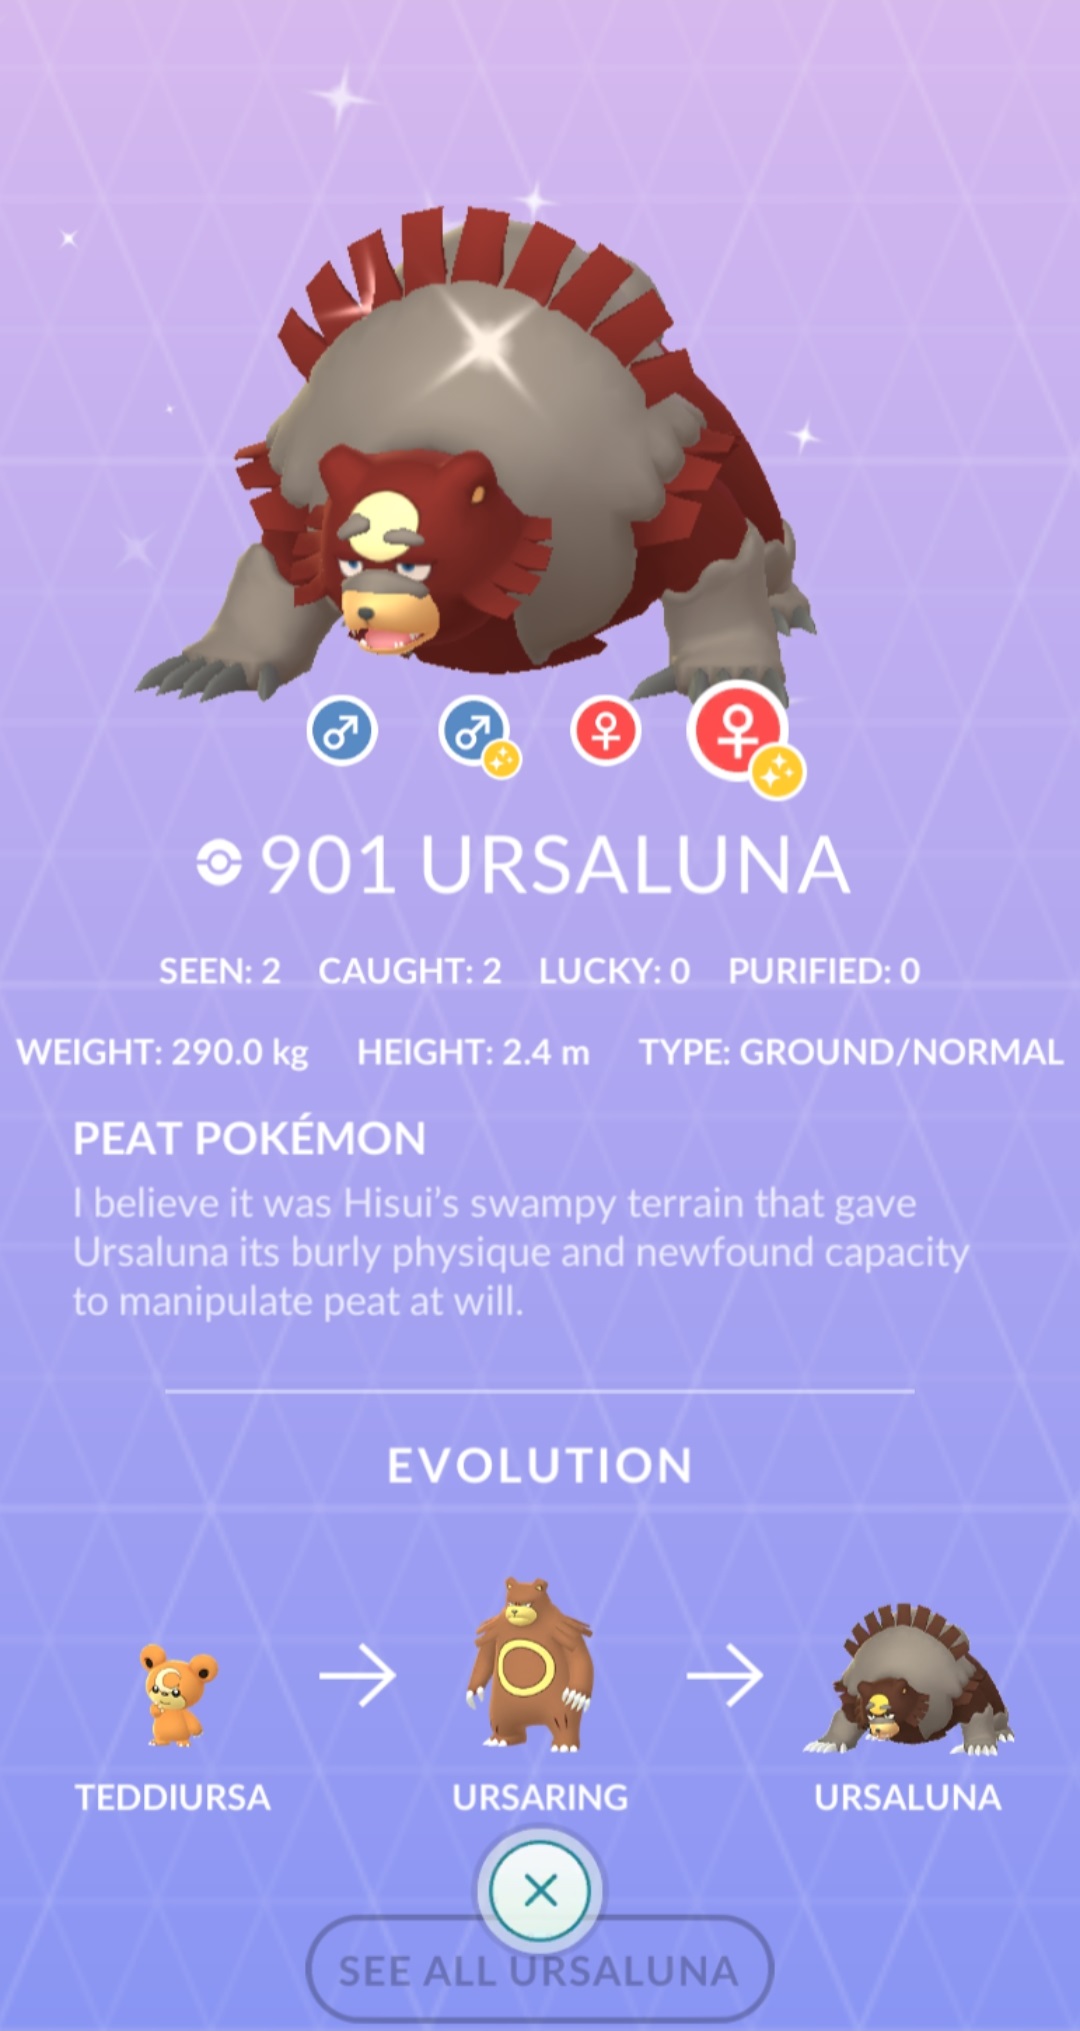 901 URSALUNA
SEEN: 2 CAUGHT: 2 LUCKY: 0 PURIFIED: 0
WEIGHT: 290.0 kg HEIGHT: 2.4 m TYPE: GROUND/NORMAL
PEAT POKÉMON
I believe it was Hisui’s swampy terrain that gave
Ursaluna its burly physique and newfound capacity
to manipulate peat at will.
EVOLUTION
TEDDIURSA URSARING URSALUNA
SEE ALL URSALUNA